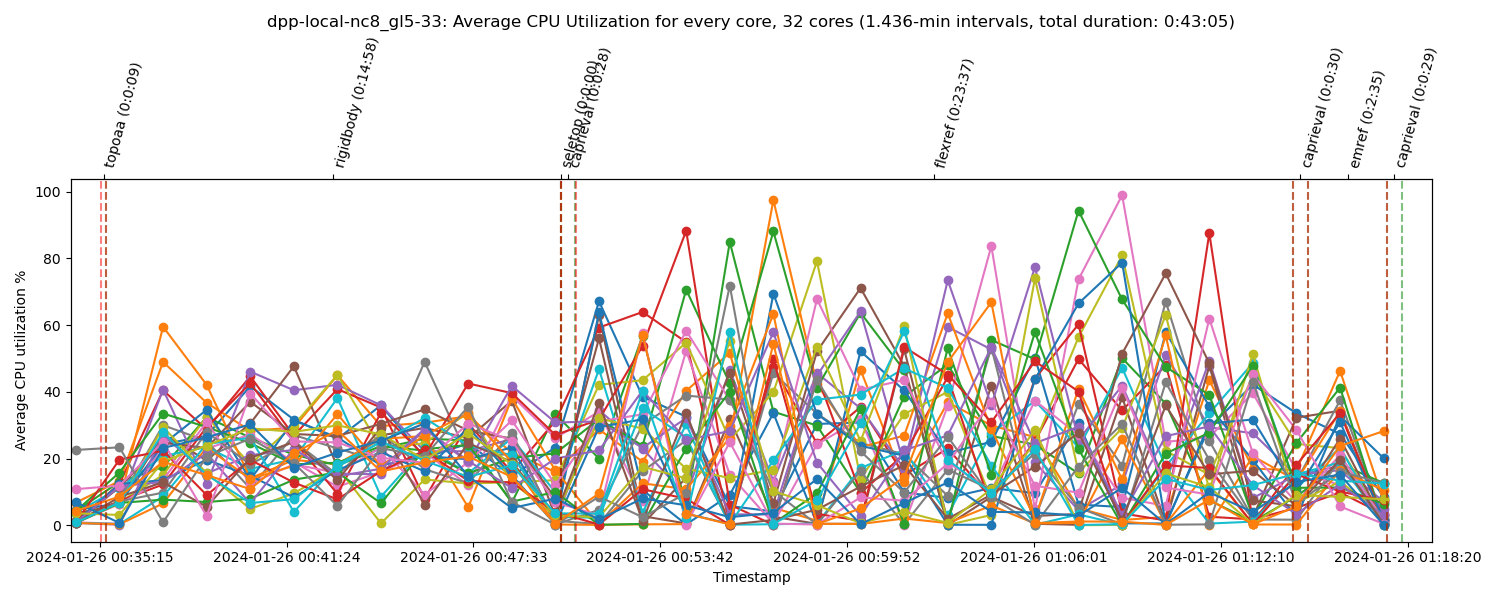 dpp-local-nc8_gl5-33: Average CPU Utilization for every core, 32 cores (1.436-min intervals, total duration: 0:43:05)
topoaa (0:0:09)
rigidbody (0:14:58)
seletop (0:0:00)
caprieval (0:0:28)
flexref (0:23:37)
caprieval (0:0:30)
emref (0:2:35)
caprieval (0:0:29)
Average CPU utilization %
100
80
60
40
20
0
2024-01-26 00:35:15
2024-01-26 00:41:24
2024-01-26 00:47:33
2024-01-26 00:53:42
2024-01-26 00:59:52
2024-01-26 01:06:01
2024-01-26 01:12:10
2024-01-26 01:18:20
Timestamp